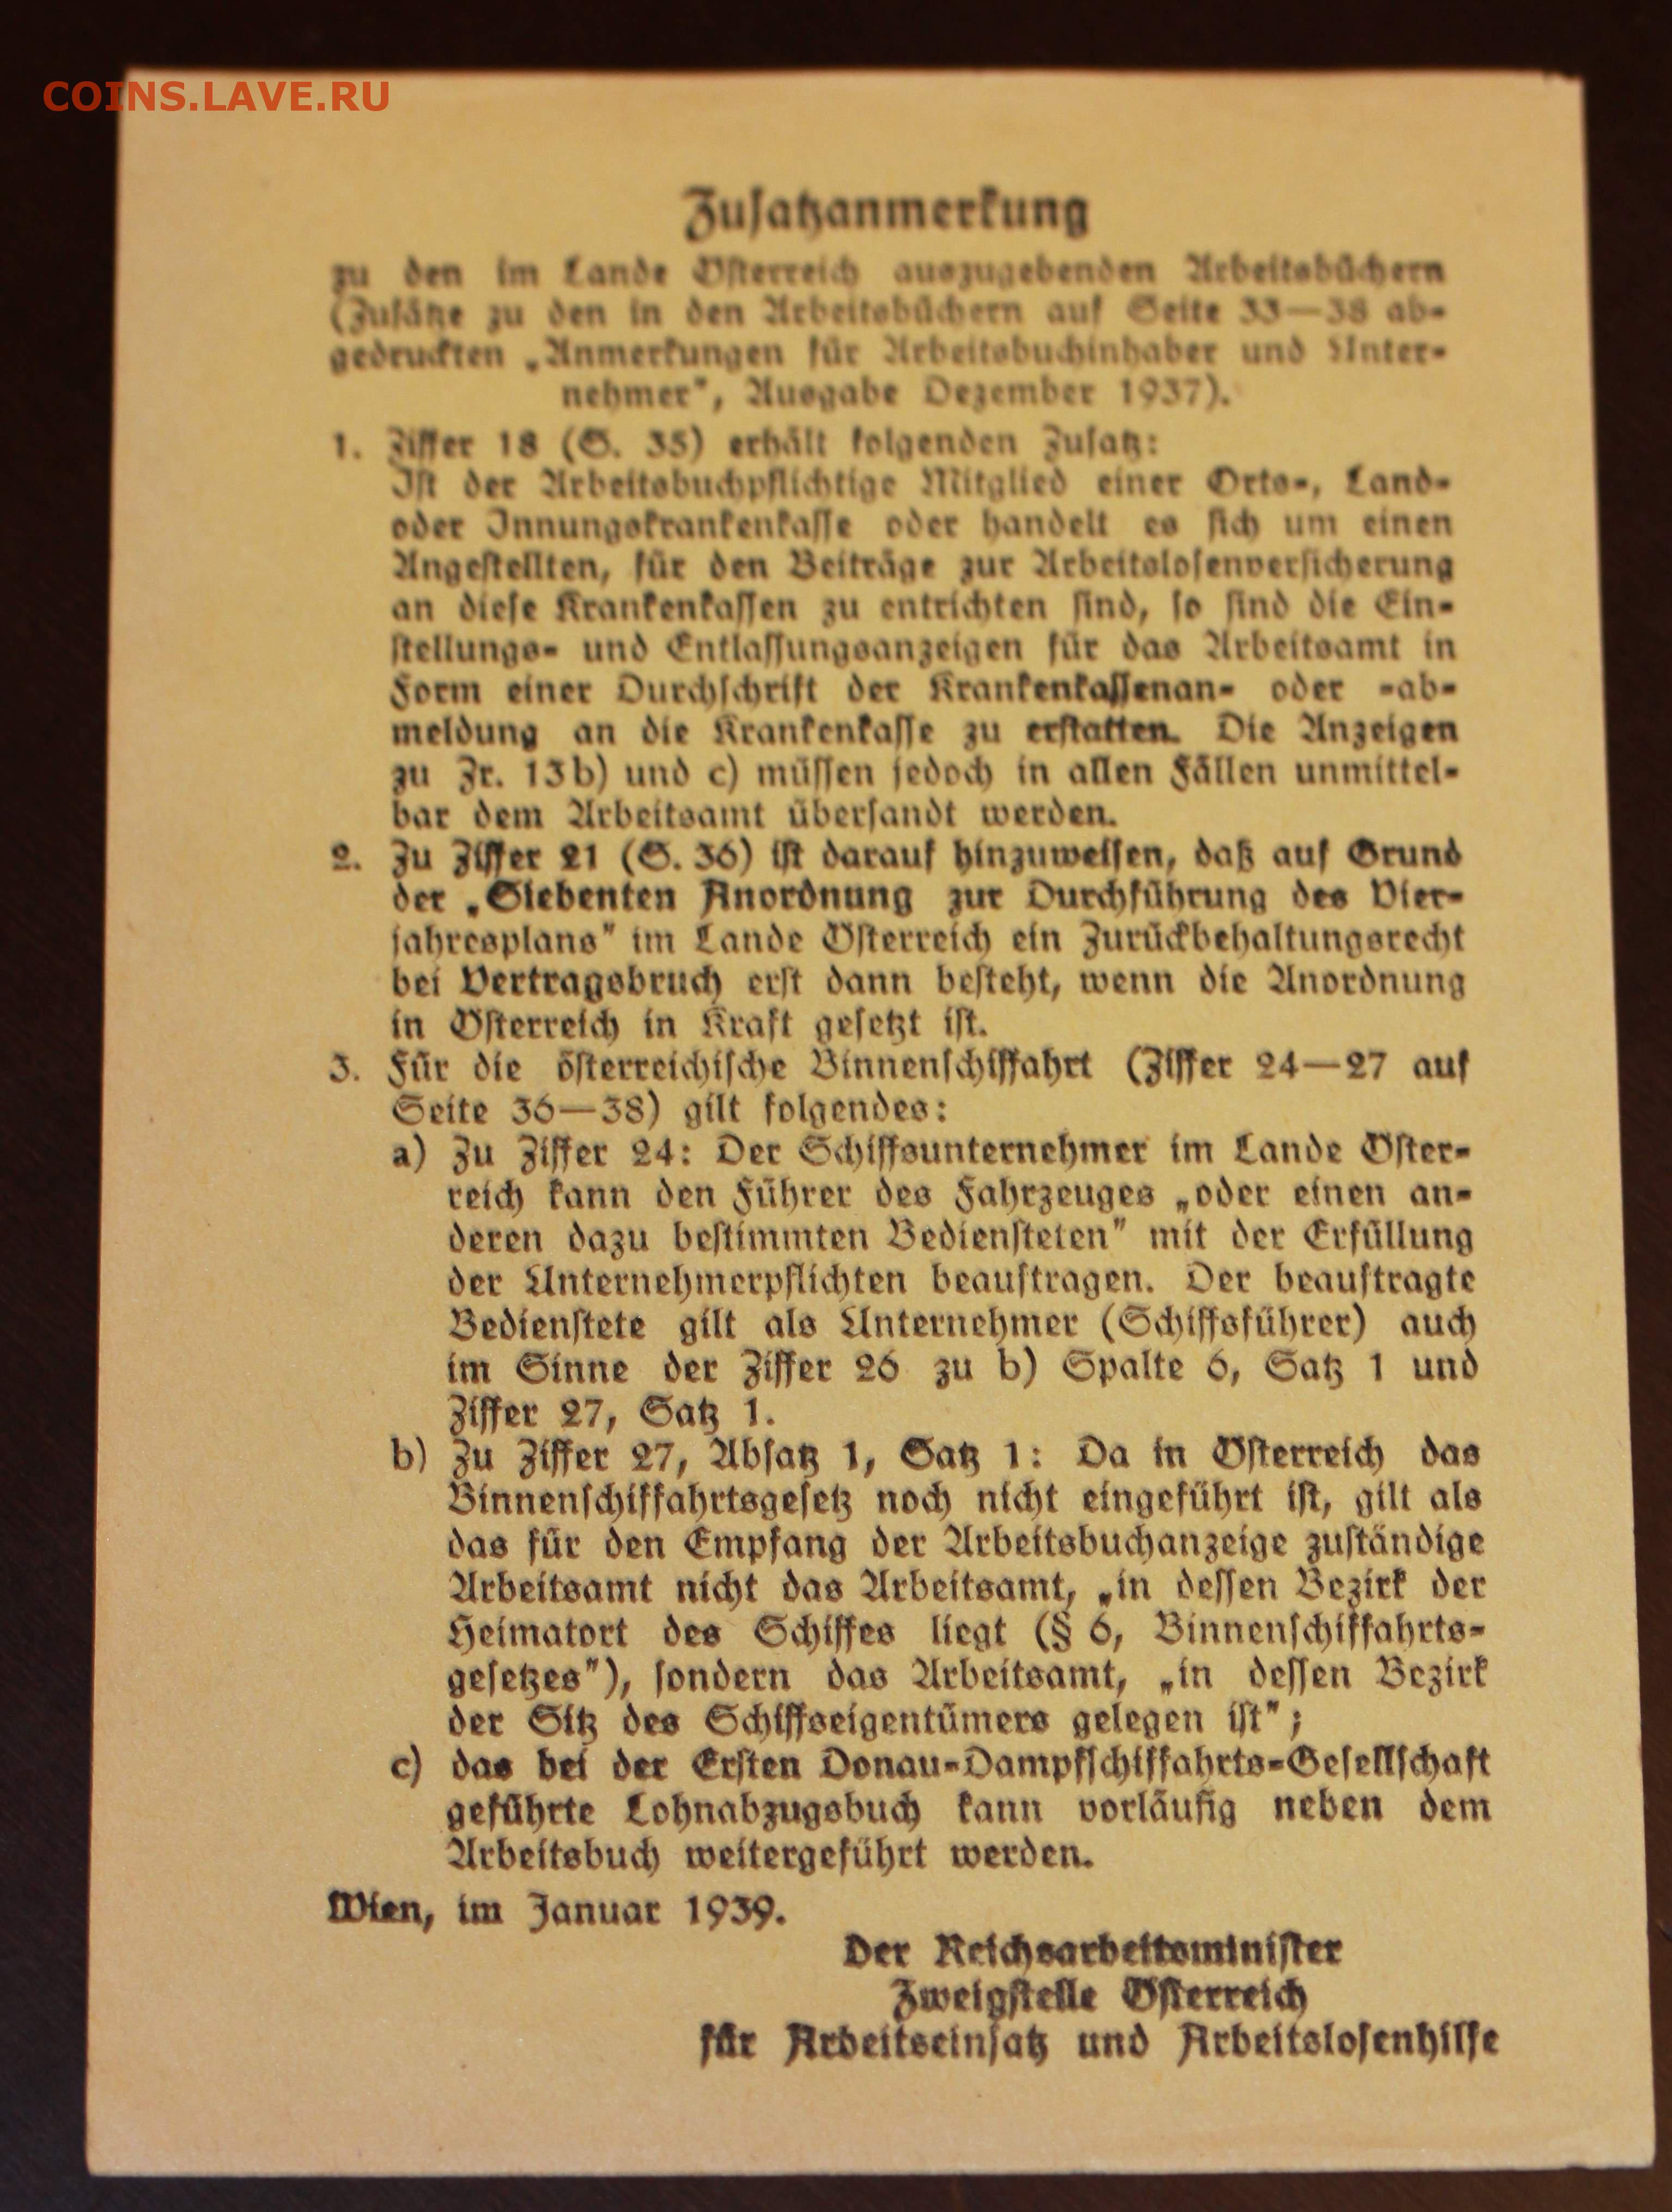 COINS.LAVE.RU
Zusatzanmerkung
zu den im Lande Österreich auszugebenden Arbeitsbüchern
(Zusätze zu den in den Arbeitsbüchern auf Seite 33—38 ab-
gedruckten „Anmerkungen für Arbeitsbuchinhaber und Unter-
nehmer", Ausgabe Dezember 1937).
1. Ziffer 18 (S. 35) erhält folgenden Zusatz:
Ist der Arbeitsbuchpflichtige Mitglied einer Orts-, Land-
oder Innungskrankenkasse oder handelt es sich um einen
Angestellten, für den Beiträge zur Arbeitslosenversicherung
an diese Krankenkassen zu entrichten sind, so sind die Ein-
stellungs- und Entlassungsanzeigen für das Arbeitsamt in
Form einer Durchschrift der Krankenkassenan- oder -ab-
meldung an die Krankenkasse zu erstatten. Die Anzeigen
zu Zr. 13b) und c) müssen jedoch in allen Fällen unmittel-
bar dem Arbeitsamt übersandt werden.
2. Zu Ziffer 21 (S. 36) ist darauf hinzuweisen, daß auf Grund
der „Siebenten Anordnung zur Durchführung des Vier-
jahresplans" im Lande Österreich ein Zurückbehaltungsrecht
bei Vertragsbruch erst dann besteht, wenn die Anordnung
in Österreich in Kraft gesetzt ist.
3. Für die österreichische Binnenschiffahrt (Ziffer 24—27 auf
Seite 36—38) gilt folgendes:
a) Zu Ziffer 24: Der Schiffsunternehmer im Lande Öster-
reich kann den Führer des Fahrzeuges „oder einen an-
deren dazu bestimmten Bediensteten" mit der Erfüllung
der Unternehmerpflichten beauftragen. Der beauftragte
Bedienstete gilt als Unternehmer (Schiffsführer) auch
im Sinne der Ziffer 26 zu b) Spalte 6, Satz 1 und
Ziffer 27, Satz 1.
b) Zu Ziffer 27, Absatz 1, Satz 1: Da in Österreich das
Binnenschiffahrtsgesetz noch nicht eingeführt ist, gilt als
das für den Empfang der Arbeitsbuchanzeige zuständige
Arbeitsamt nicht das Arbeitsamt, „in dessen Bezirk der
Heimatort des Schiffes liegt (§ 6, Binnenschiffahrts-
gesetzes"), sondern das Arbeitsamt, „in dessen Bezirk
der Sitz des Schiffseigentümers gelegen ist";
c) das bei der Ersten Donau-Dampfschiffahrts-Gesellschaft
geführte Lohnabzugsbuch kann vorläufig neben dem
Arbeitsbuch weitergeführt werden.
Wien, im Januar 1939.
Der Reichsarbeitsminister
Zweigstelle Österreich
für Arbeitseinsatz und Arbeitslosenhilfe